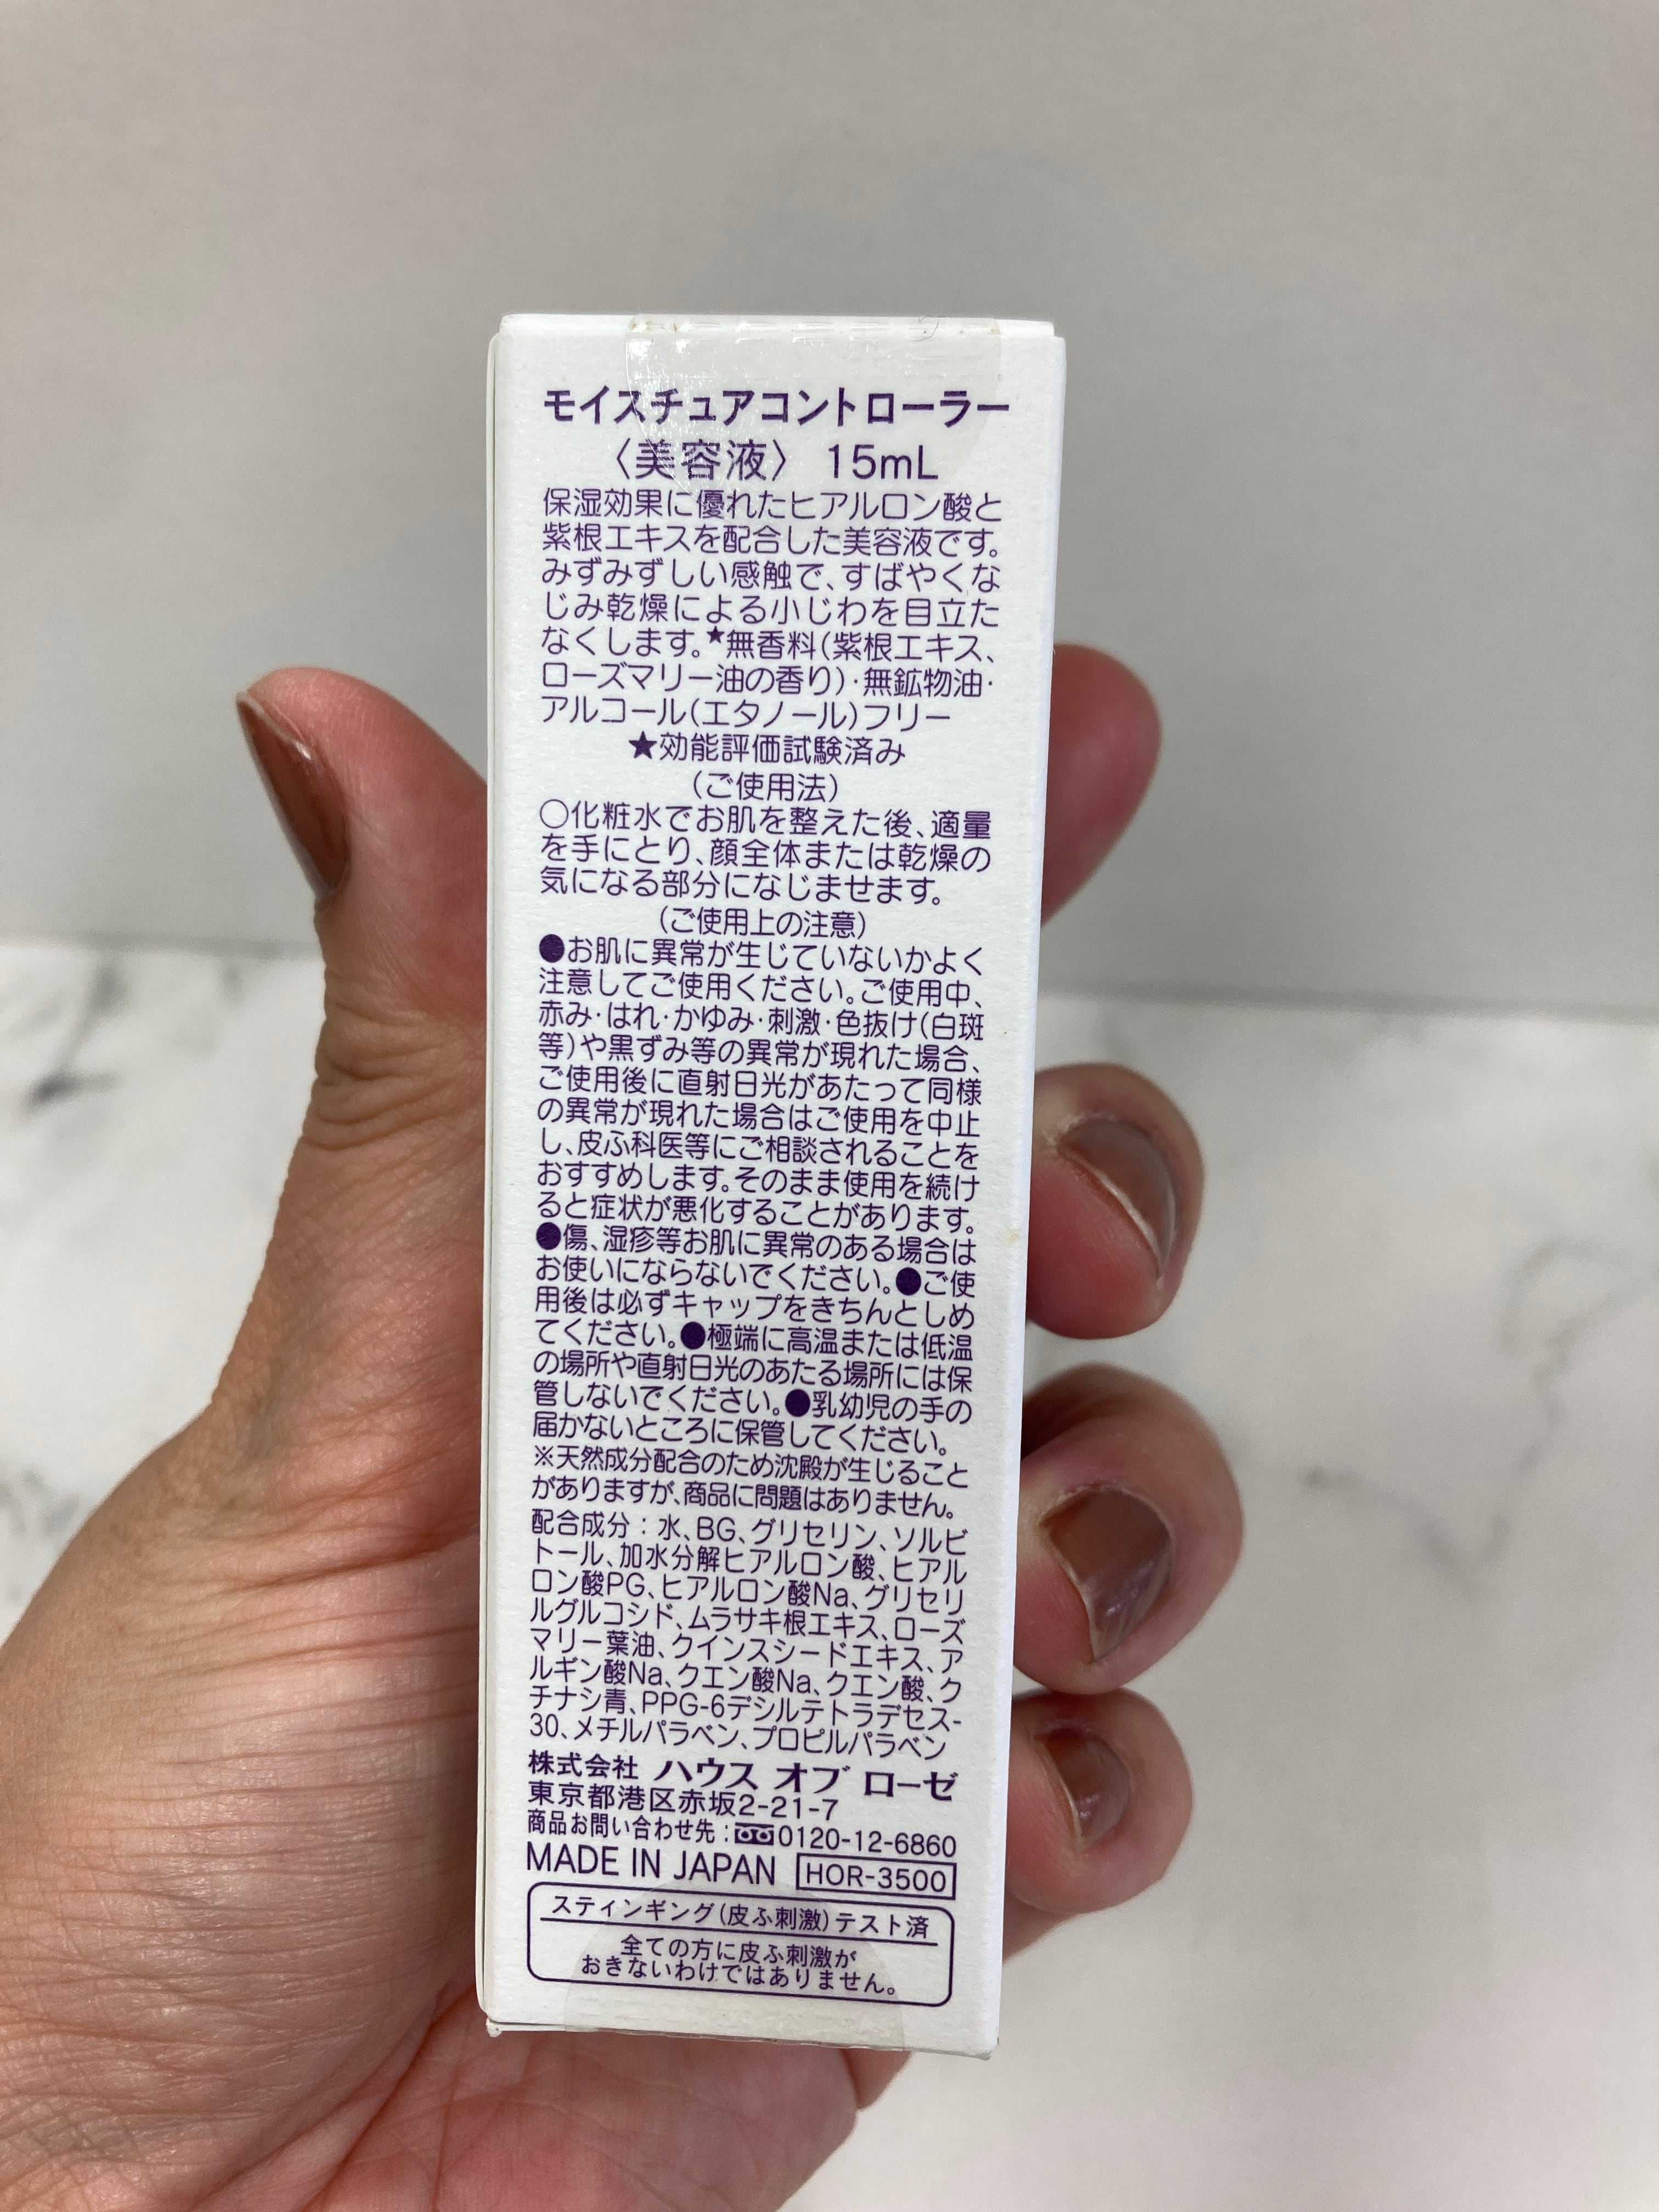 モイスチュアコントローラー
〈美容液〉 15mL
保湿効果に優れたヒアルロン酸と
紫根エキスを配合した美容液です。
みずみずしい感触で、すばやくな
じみ乾燥による小じわを目立た
なくします。★無香料(紫根エキス、
ローズマリー油の香り)・無鉱物油・
アルコール(エタノール)フリー
★効能評価試験済み
(ご使用法)
○化粧水でお肌を整えた後、適量
を手にとり、顔全体または乾燥の
気になる部分になじませます。
(ご使用上の注意)
●お肌に異常が生じていないかよく
注意してご使用ください。ご使用中、
赤み・はれ・かゆみ・刺激・色抜け(白斑
等)や黒ずみ等の異常が現れた場合、
ご使用後に直射日光があたって同様
の異常が現れた場合はご使用を中止
し、皮ふ科医等にご相談されることを
おすすめします。そのまま使用を続け
ると症状が悪化することがあります。
●傷、湿疹等お肌に異常のある場合は
お使いにならないでください。●ご使
用後は必ずキャップをきちんとしめ
てください。●極端に高温または低温
の場所や直射日光のあたる場所には保
管しないでください。●乳幼児の手の
届かないところに保管してください。
※天然成分配合のため沈殿が生じること
がありますが、商品に問題はありません。
配合成分:水、BG、グリセリン、ソルビ
トール、加水分解ヒアルロン酸、ヒアル
ロン酸PG、ヒアルロン酸Na、グリセリ
ルグルコシド、ムラサキ根エキス、ローズ
マリー葉油、クインスシードエキス、ア
ルギン酸Na、クエン酸Na、クエン酸、ク
チナシ青、PPG-6デシルテトラデセス-
30、メチルパラベン、プロピルパラベン
株式会社 ハウス オブ ローゼ
東京都港区赤坂2-21-7
商品お問い合わせ先:0120-12-6860
MADE IN JAPAN HOR-3500
スティンギング(皮ふ刺激)テスト済
全ての方に皮ふ刺激が
おきないわけではありません。